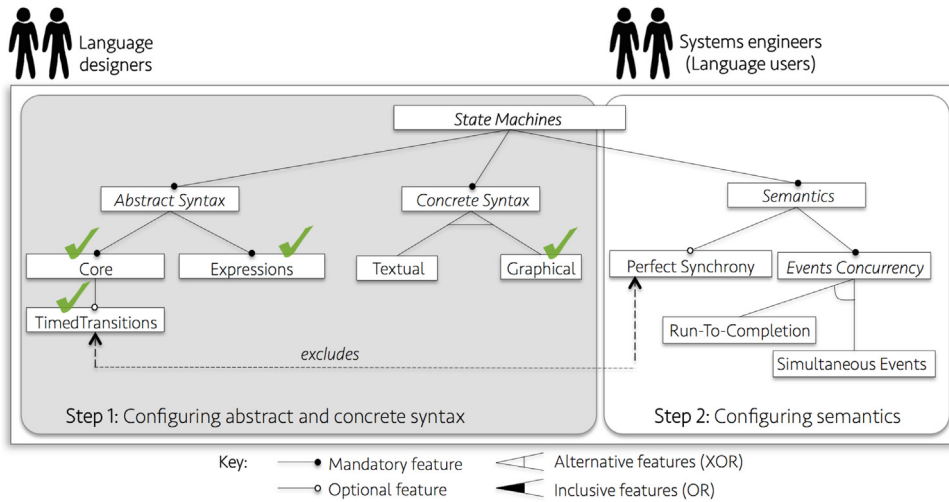 Language
designers
Systems engineers
(Language users)
State Machines
Abstract Syntax
Concrete Syntax
Semantics
Core
Expressions
Textual
Graphical
Perfect Synchrony
Events Concurrency
TimedTransitions
Run-To-Completion
excludes
Simultaneous Events
Step 1: Configuring abstract and concrete syntax
Step 2: Configuring semantics
Key:
Mandatory feature
Alternative features (XOR)
Optional feature
Inclusive features (OR)